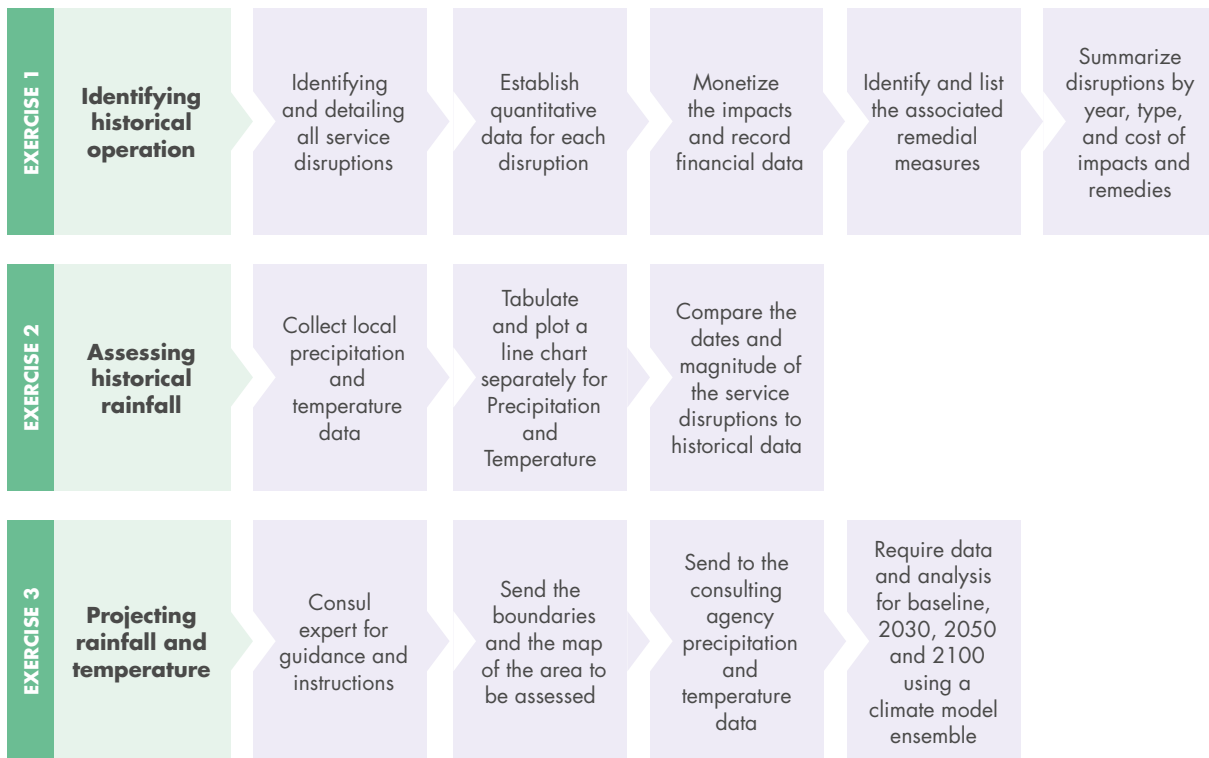 EXERCISE 1
Identifying
historical
operation
Identifying
and detailing
all service
disruptions
Establish
quantitative
data for each
disruption
Monetize
the impacts
and record
financial data
Identify and list
the associated
remedial
measures
Summarize
disruptions by
year, type,
and cost of
impacts and
remedies
EXERCISE 2
Assessing
historical
rainfall
Collect local
precipitation
and
temperature
data
Tabulate
and plot a
line chart
separately for
Precipitation
and
Temperature
Compare the
dates and
magnitude of
the service
disruptions to
historical data
EXERCISE 3
Projecting
rainfall and
temperature
Consul
expert for
guidance and
instructions
Send the
boundaries
and the map
of the area to
be assessed
Send to the
consulting
agency
precipitation
and
temperature
data
Require data
and analysis
for baseline,
2030, 2050
and 2100
using a
climate model
ensemble